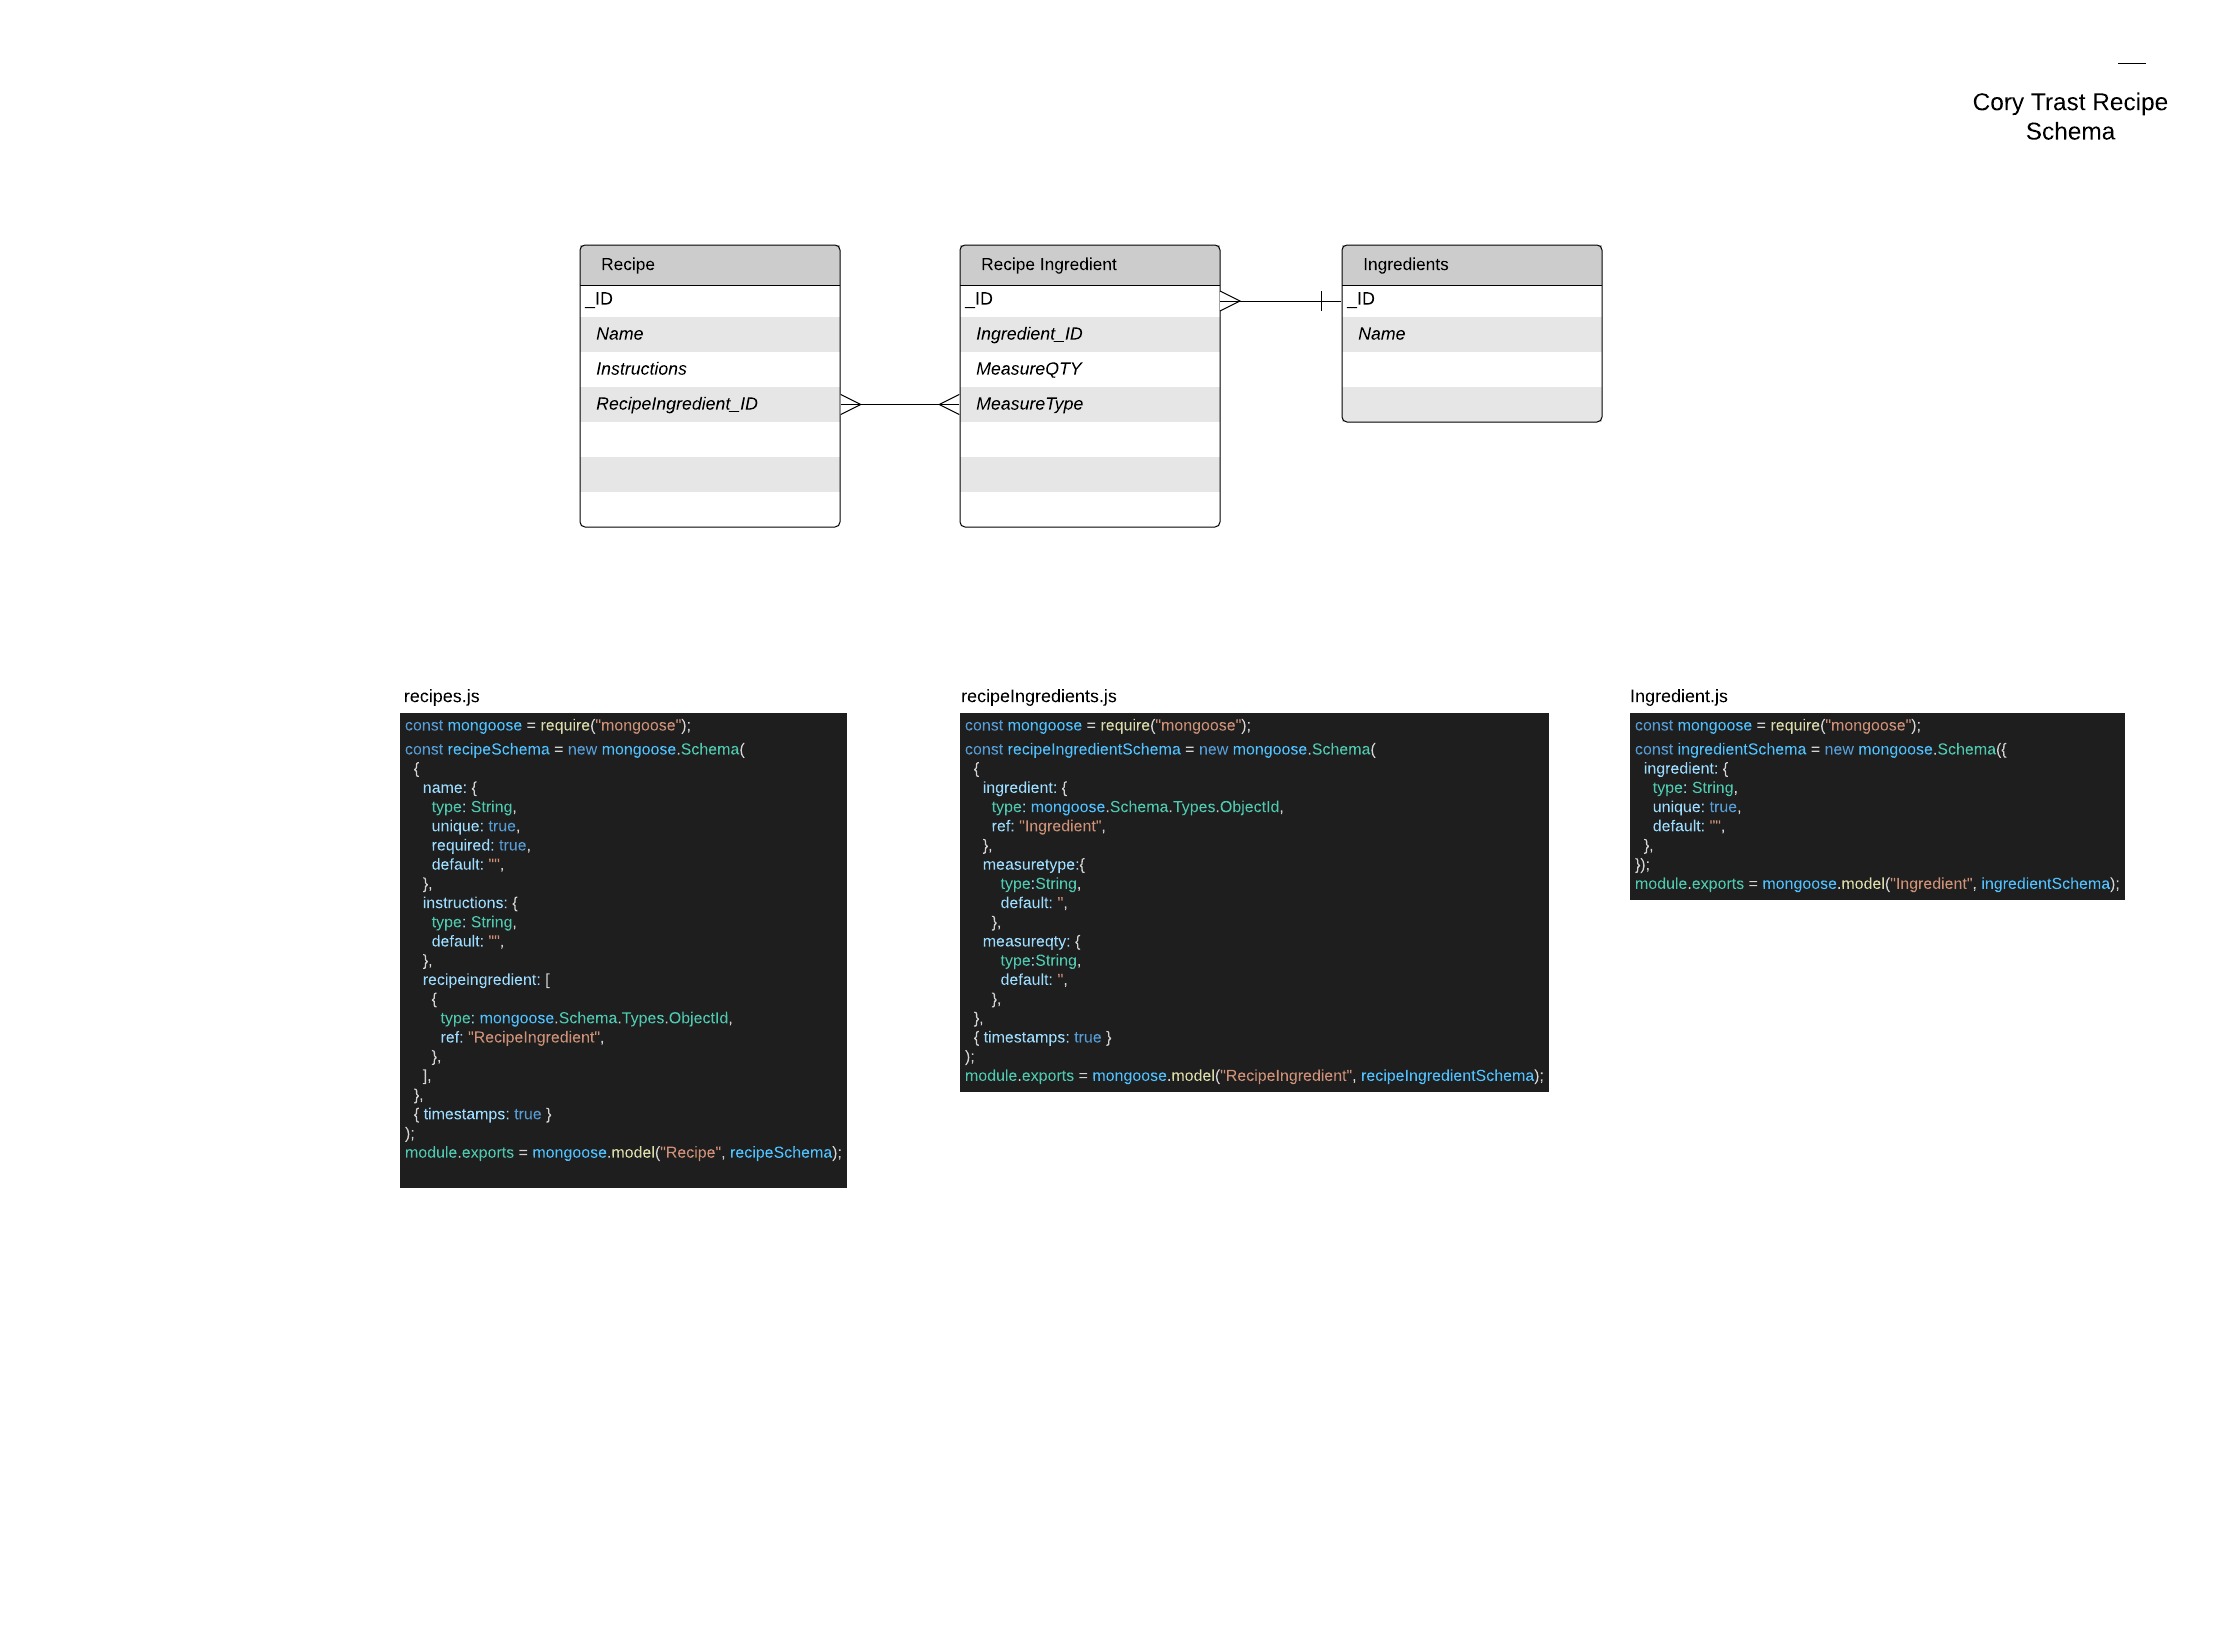 Cory Trast Recipe
Schema
Recipe
_ID
Name
Instructions
RecipeIngredient_ID
Recipe Ingredient
_ID
Ingredient_ID
MeasureQTY
MeasureType
Ingredients
_ID
Name
recipes.js
const mongoose = require("mongoose");
const recipeSchema = new mongoose.Schema(
  {
    name: {
      type: String,
      unique: true,
      required: true,
      default: "",
    },
    instructions: {
      type: String,
      default: "",
    },
    recipeingredient: [
      {
        type: mongoose.Schema.Types.ObjectId,
        ref: "RecipeIngredient",
      },
    ],
  },
  { timestamps: true }
);
module.exports = mongoose.model("Recipe", recipeSchema);
recipeIngredients.js
const mongoose = require("mongoose");
const recipeIngredientSchema = new mongoose.Schema(
  {
    ingredient: {
      type: mongoose.Schema.Types.ObjectId,
      ref: "Ingredient",
    },
    measuretype:{
        type:String,
        default: '',
      },
    measureqty: {
        type:String,
        default: '',
      },
  },
  { timestamps: true }
);
module.exports = mongoose.model("RecipeIngredient", recipeIngredientSchema);
Ingredient.js
const mongoose = require("mongoose");
const ingredientSchema = new mongoose.Schema({
  ingredient: {
    type: String,
    unique: true,
    default: "",
  },
});
module.exports = mongoose.model("Ingredient", ingredientSchema);